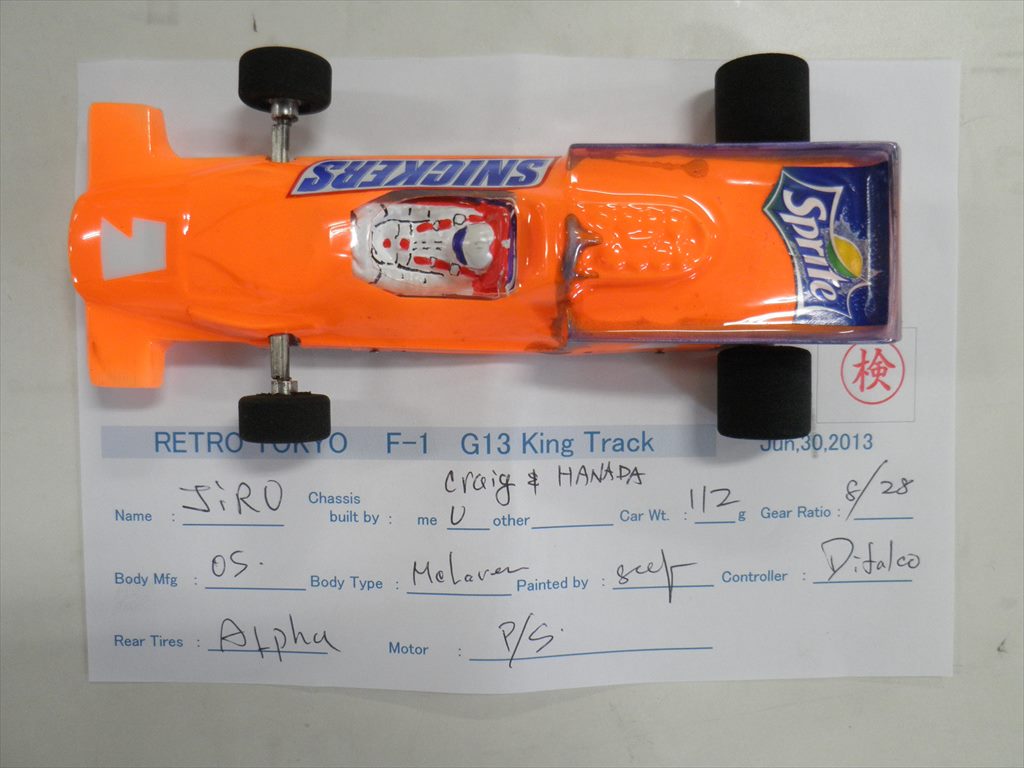 SNICKERS
Sprite
7
検
RETRO TOKYO F-1 G13 King Track Jun,30,2013
Name : JiRO Chassis built by : me U other Craig & HANADA Car Wt. : 112 g Gear Ratio : 8/28
Body Mfg : OS. Body Type : McLaren Painted by : self Controller : Difalco
Rear Tires : Alpha Motor : P/S.